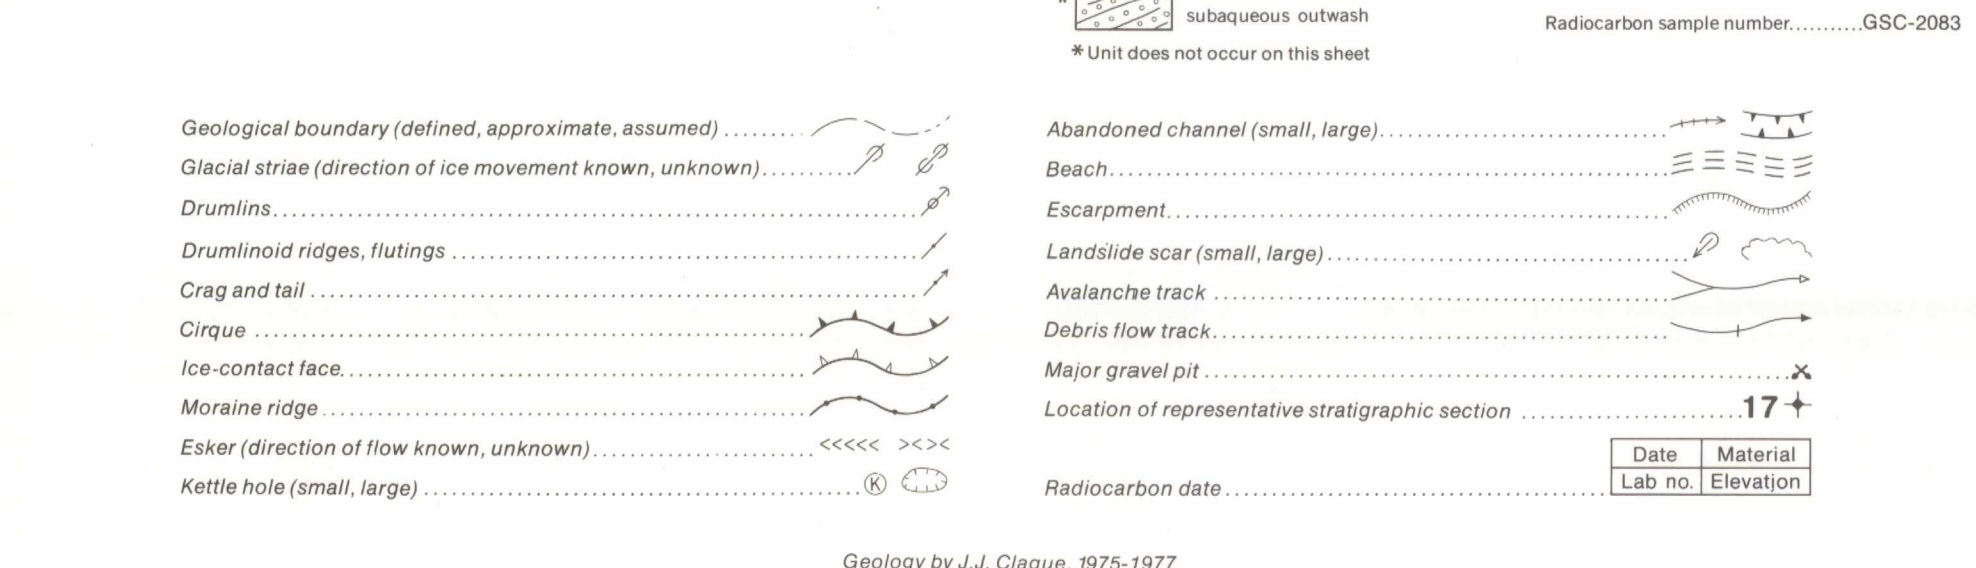 * subaqueous outwash
* Unit does not occur on this sheet
Radiocarbon sample number..........GSC-2083
Geological boundary (defined, approximate, assumed) .........
Glacial striae (direction of ice movement known, unknown)..........
Drumlins..........
Drumlinoid ridges, flutings ..........
Crag and tail ..........
Cirque ..........
Ice-contact face..........
Moraine ridge ..........
Esker (direction of flow known, unknown).......... <<<<< ><><
Kettle hole (small, large) .......... K
Abandoned channel (small, large)..........
Beach..........
Escarpment..........
Landslide scar (small, large)..........
Avalanche track ..........
Debris flow track..........
Major gravel pit ..........
Location of representative stratigraphic section .......... 17
Radiocarbon date..........
Date Material
Lab no. Elevation
Geology by J.J. Clague, 1975-1977